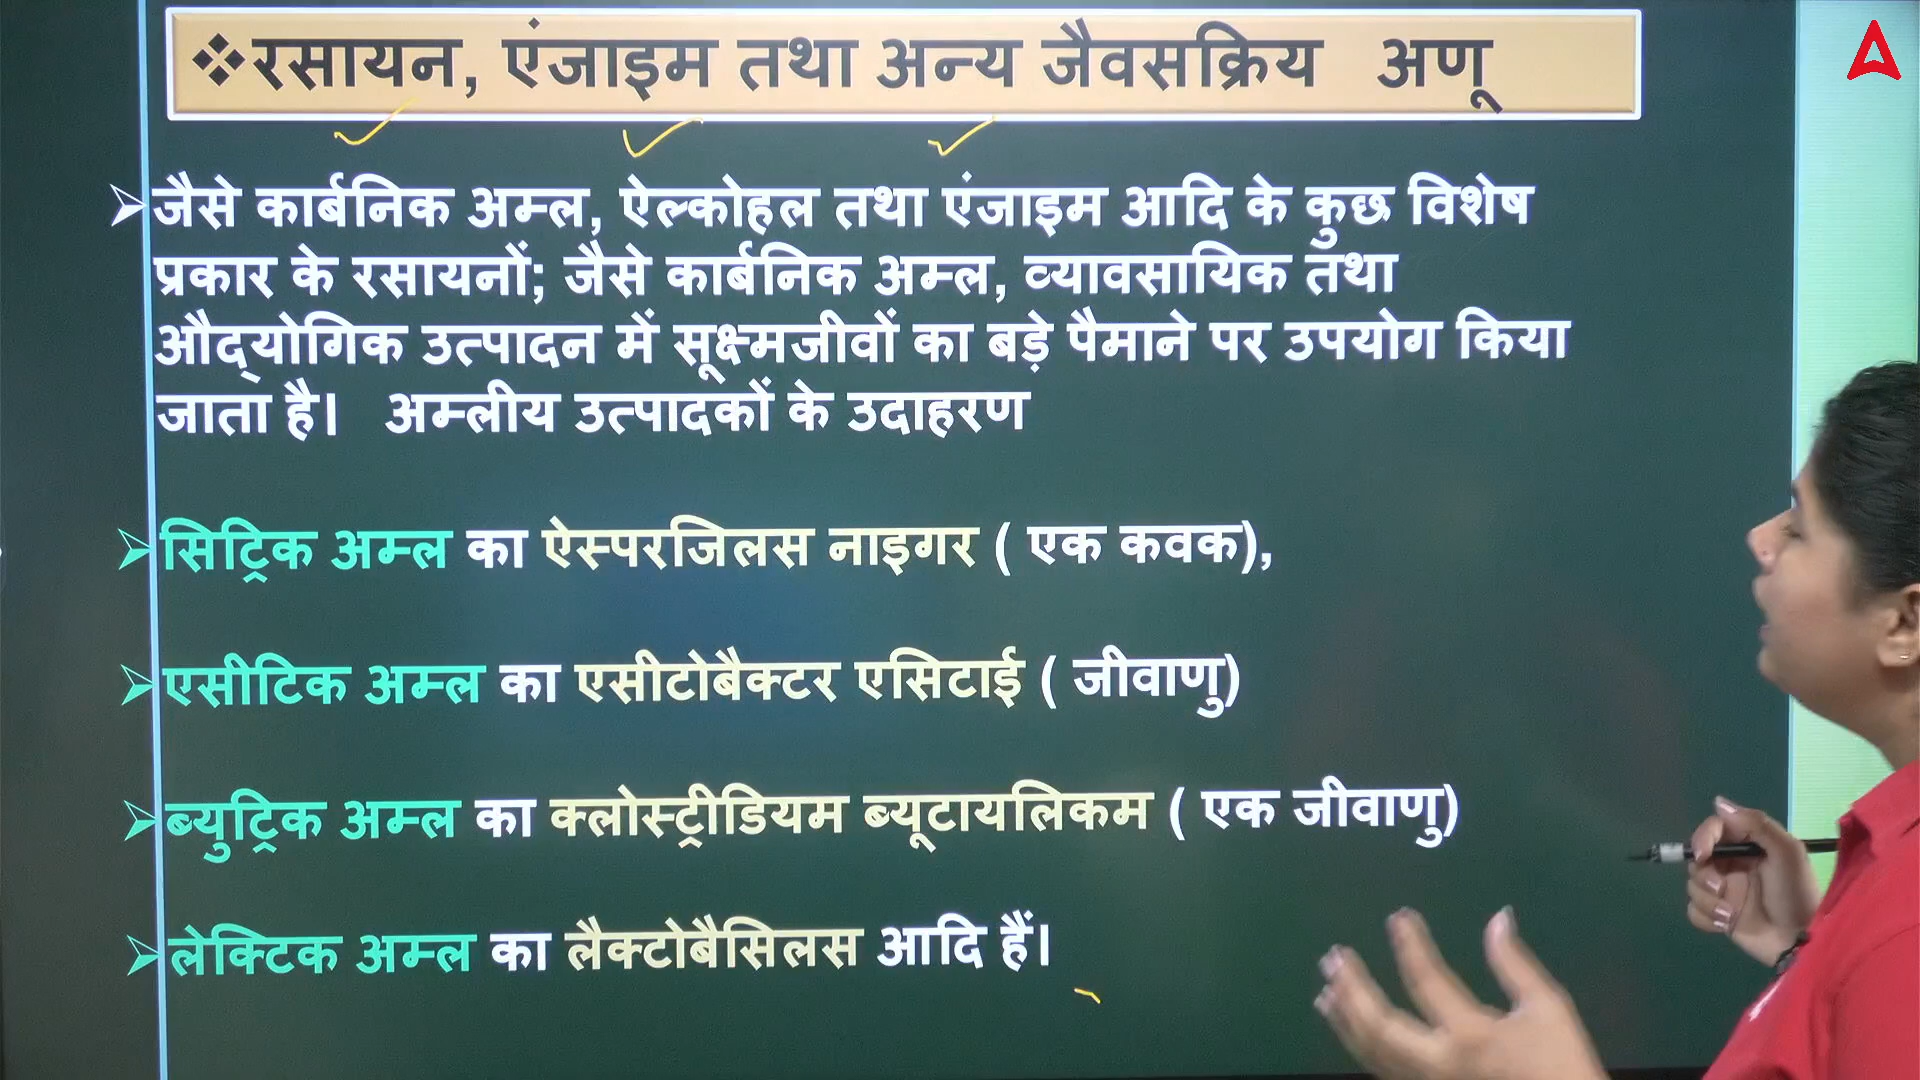 ❖रसायन, एंजाइम तथा अन्य जैवसक्रिय अणू
➢जैसे कार्बनिक अम्ल, ऐल्कोहल तथा एंजाइम आदि के कुछ विशेष
प्रकार के रसायनों; जैसे कार्बनिक अम्ल, व्यावसायिक तथा
औद्योगिक उत्पादन में सूक्ष्मजीवों का बड़े पैमाने पर उपयोग किया
जाता है। अम्लीय उत्पादकों के उदाहरण
➢सिट्रिक अम्ल का ऐस्परजिलस नाइगर ( एक कवक),
➢एसीटिक अम्ल का एसीटोबैक्टर एसिटाई ( जीवाणु)
➢ब्युट्रिक अम्ल का क्लोस्ट्रीडियम ब्यूटायलिकम ( एक जीवाणु)
➢लेक्टिक अम्ल का लैक्टोबैसिलस आदि हैं।